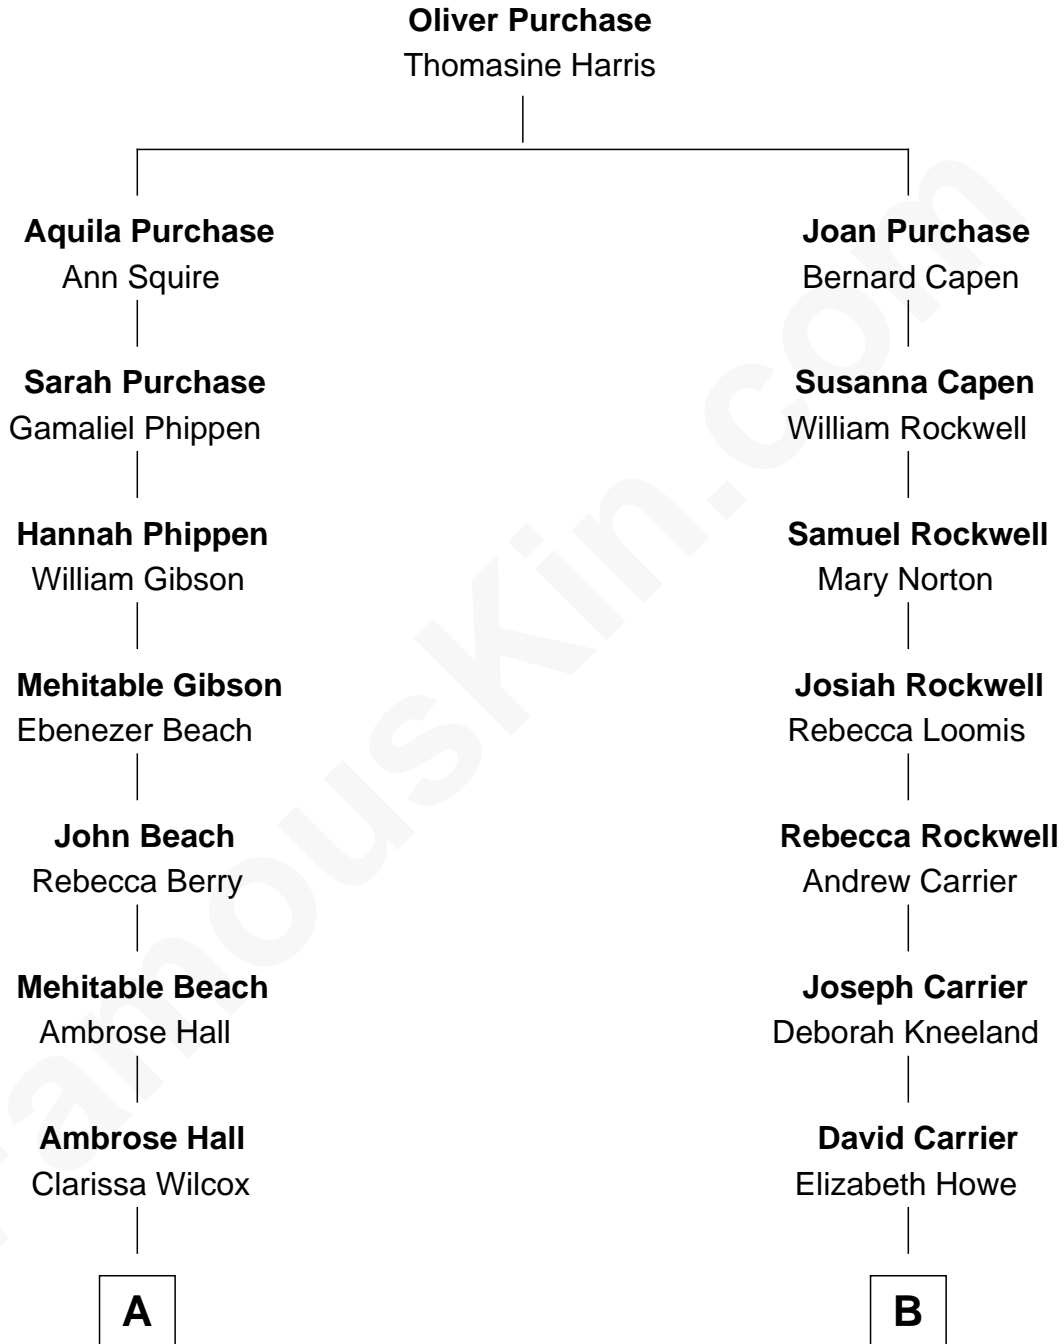 Oliver Purchase
Thomasine Harris
Aquila Purchase
Ann Squire
Joan Purchase
Bernard Capen
Sarah Purchase
Gamaliel Phippen
Susanna Capen
William Rockwell
Hannah Phippen
William Gibson
Samuel Rockwell
Mary Norton
Mehitable Gibson
Ebenezer Beach
Josiah Rockwell
Rebecca Loomis
John Beach
Rebecca Berry
Rebecca Rockwell
Andrew Carrier
Mehitable Beach
Ambrose Hall
Joseph Carrier
Deborah Kneeland
Ambrose Hall
Clarissa Wilcox
David Carrier
Elizabeth Howe
A
B
FamousKin.com